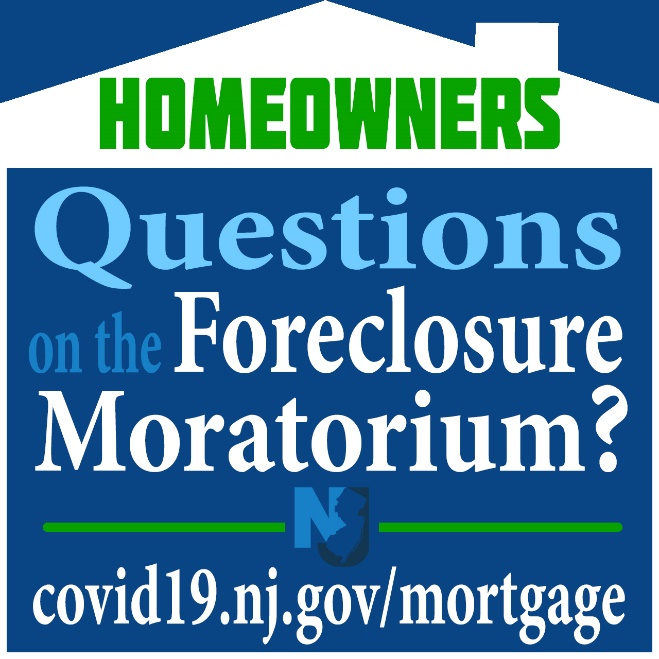 HOMEOWNERS
Questions
on the Foreclosure
Moratorium?
NJ
covid19.nj.gov/mortgage